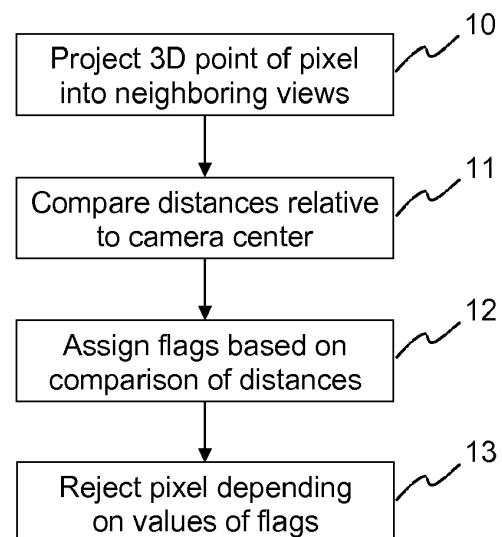 10
Project 3D point of pixel
into neighboring views
11
Compare distances relative
to camera center
12
Assign flags based on
comparison of distances
13
Reject pixel depending
on values of flags